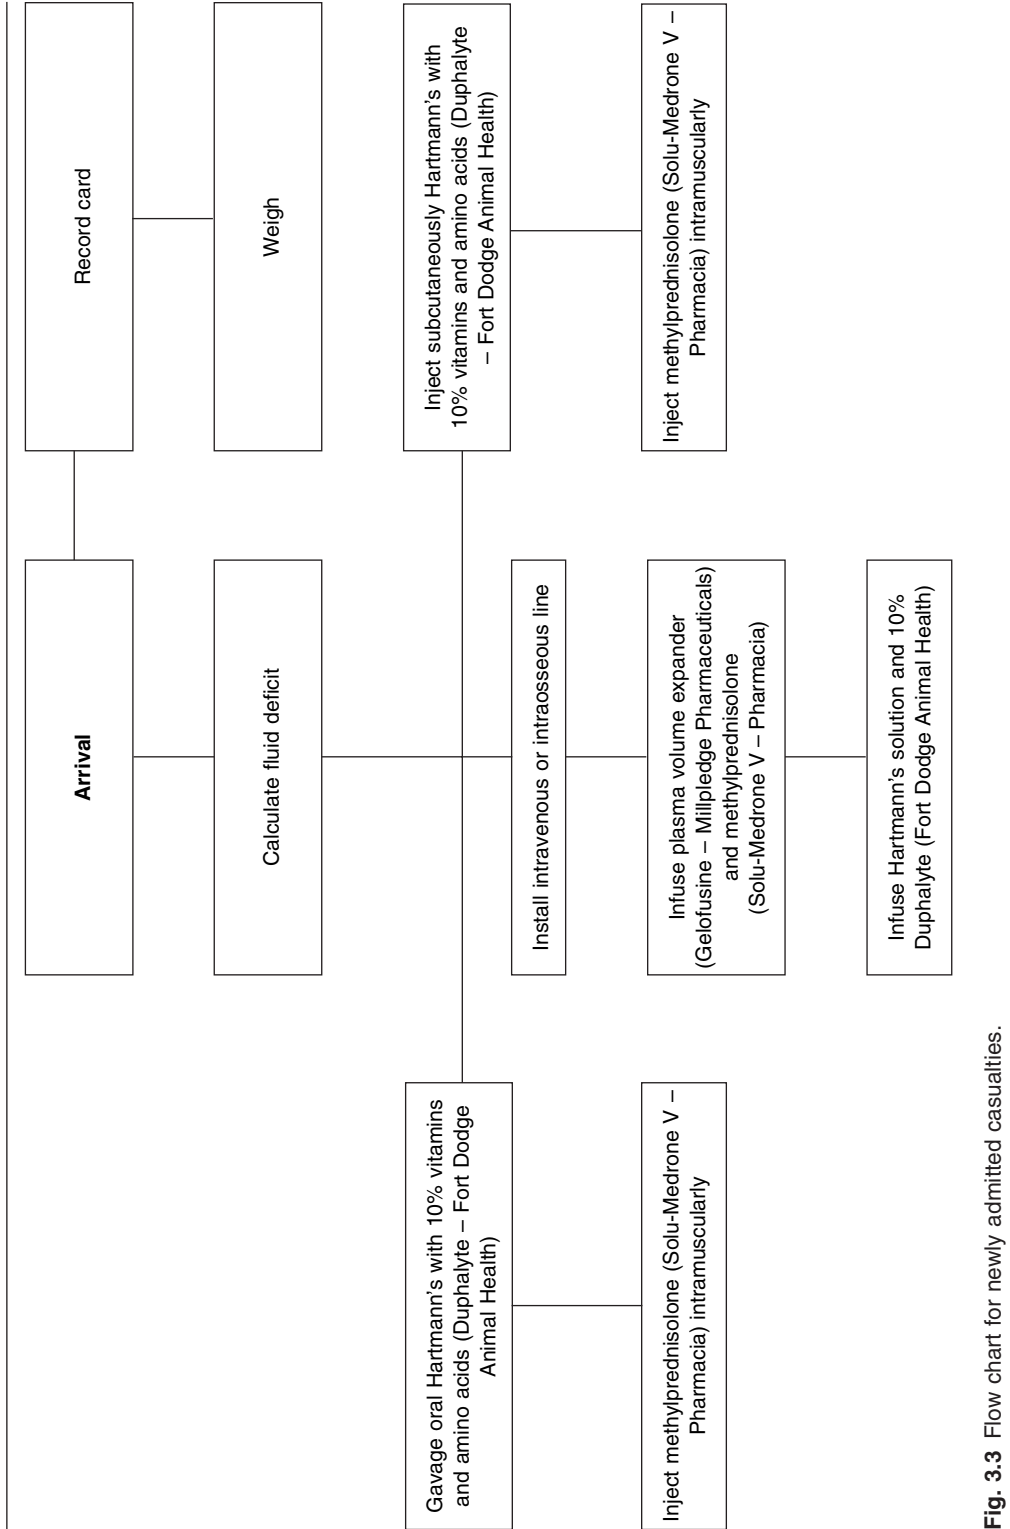 Arrival
Record card
Calculate fluid deficit
Weigh
Gavage oral Hartmann's with 10% vitamins
and amino acids (Duphalyte – Fort Dodge
Animal Health)
Inject subcutaneously Hartmann's with
10% vitamins and amino acids (Duphalyte
– Fort Dodge Animal Health)
Install intravenous or intraosseous line
Inject methylprednisolone (Solu-Medrone V –
Pharmacia) intramuscularly
Infuse plasma volume expander
(Gelofusine – Millpledge Pharmaceuticals)
and methylprednisolone
(Solu-Medrone V – Pharmacia)
Inject methylprednisolone (Solu-Medrone V –
Pharmacia) intramuscularly
Infuse Hartmann's solution and 10%
Duphalyte (Fort Dodge Animal Health)
Fig. 3.3 Flow chart for newly admitted casualties.